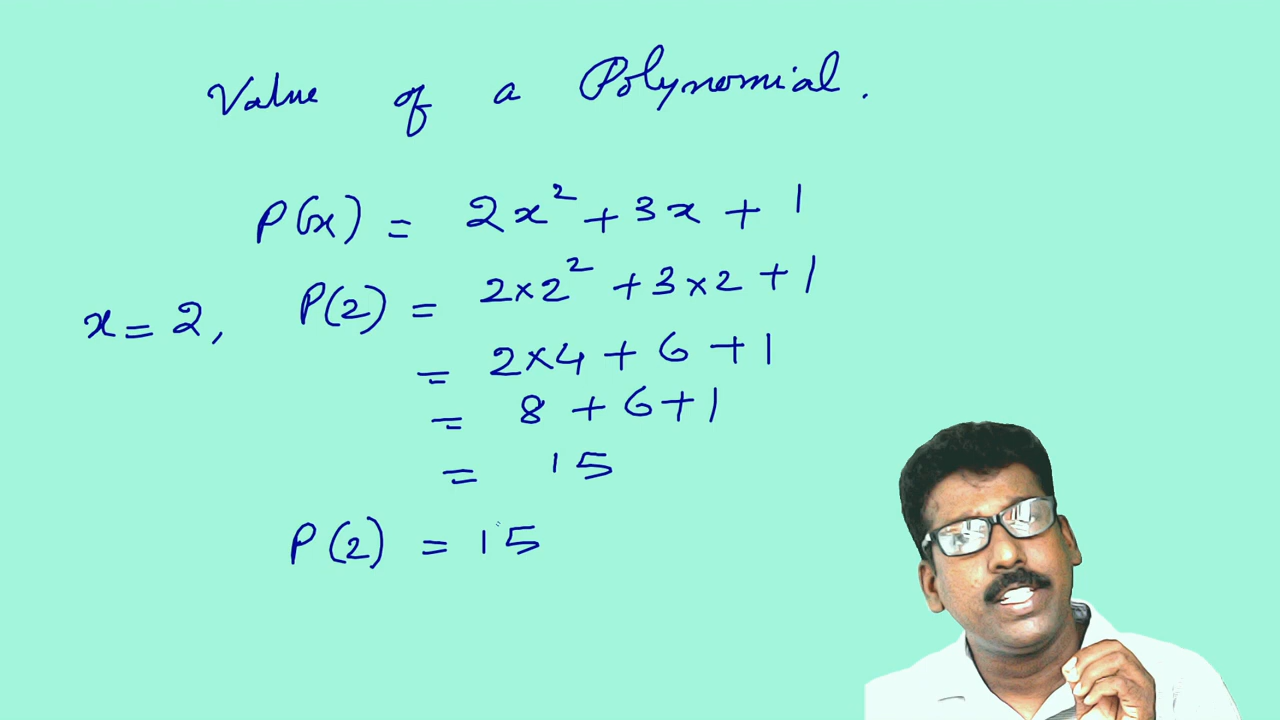 Value of a Polynomial.
P(x) = 2x² + 3x + 1
x = 2, P(2) = 2×2² + 3×2 + 1
= 2×4 + 6 + 1
= 8 + 6 + 1
= 15
P(2) = 15